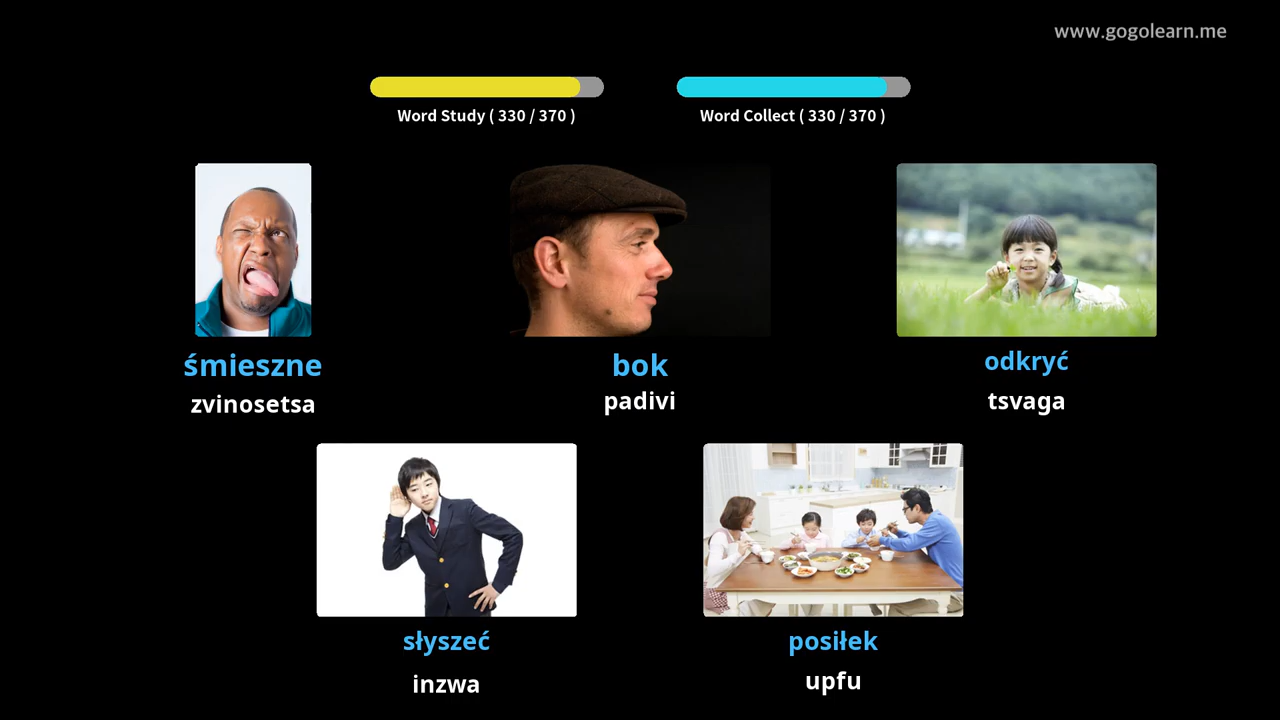 www.gogolearn.me
Word Study ( 330 / 370 )
Word Collect ( 330 / 370 )
śmieszne
zvinosetsa
bok
padivi
odkryć
tsvaga
słyszeć
inzwa
posiłek
upfu